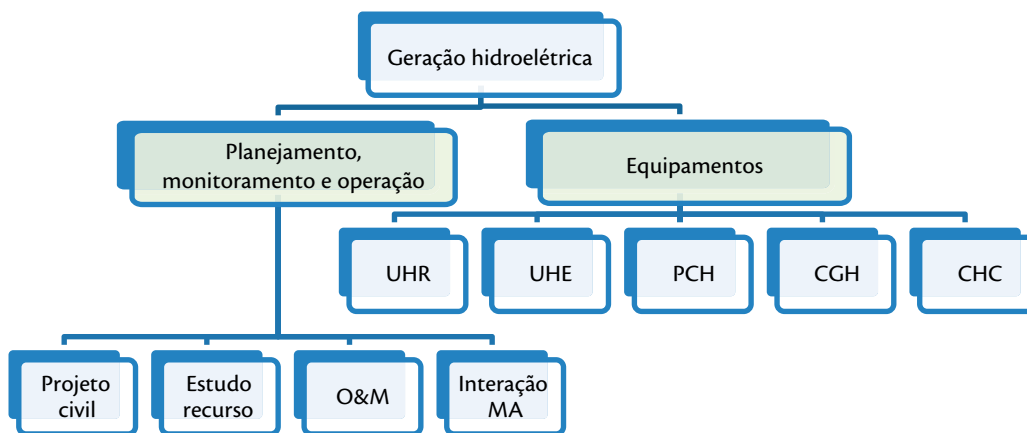 Geração hidroelétrica
Planejamento,
monitoramento e operação
Equipamentos
UHR
UHE
PCH
CGH
CHC
Projeto
civil
Estudo
recurso
O&M
Interação
MA